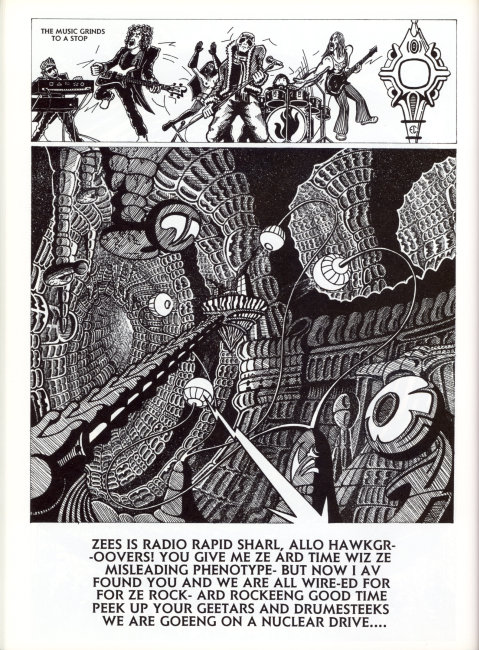 THE MUSIC GRINDS
TO A STOP
ZEES IS RADIO RAPID SHARL, ALLO HAWKGR-
-OOVERS! YOU GIVE ME ZE ARD TIME WIZ ZE
MISLEADING PHENOTYPE- BUT NOW I AV
FOUND YOU AND WE ARE ALL WIRE-ED FOR
FOR ZE ROCK- ARD ROCKEENG GOOD TIME
PEEK UP YOUR GEETARS AND DRUMESTEEKS
WE ARE GOEENG ON A NUCLEAR DRIVE....